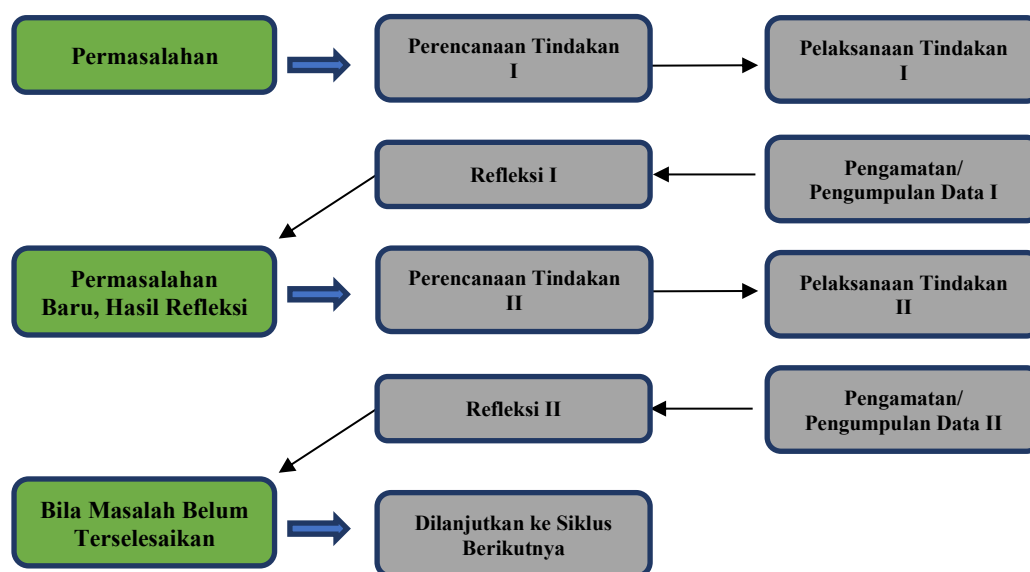 Permasalahan
Perencanaan Tindakan
I
Pelaksanaan Tindakan
I
Refleksi I
Pengamatan/
Pengumpulan Data I
Permasalahan
Baru, Hasil Refleksi
Perencanaan Tindakan
II
Pelaksanaan Tindakan
II
Refleksi II
Pengamatan/
Pengumpulan Data II
Bila Masalah Belum
Terselesaikan
Dilanjutkan ke Siklus
Berikutnya